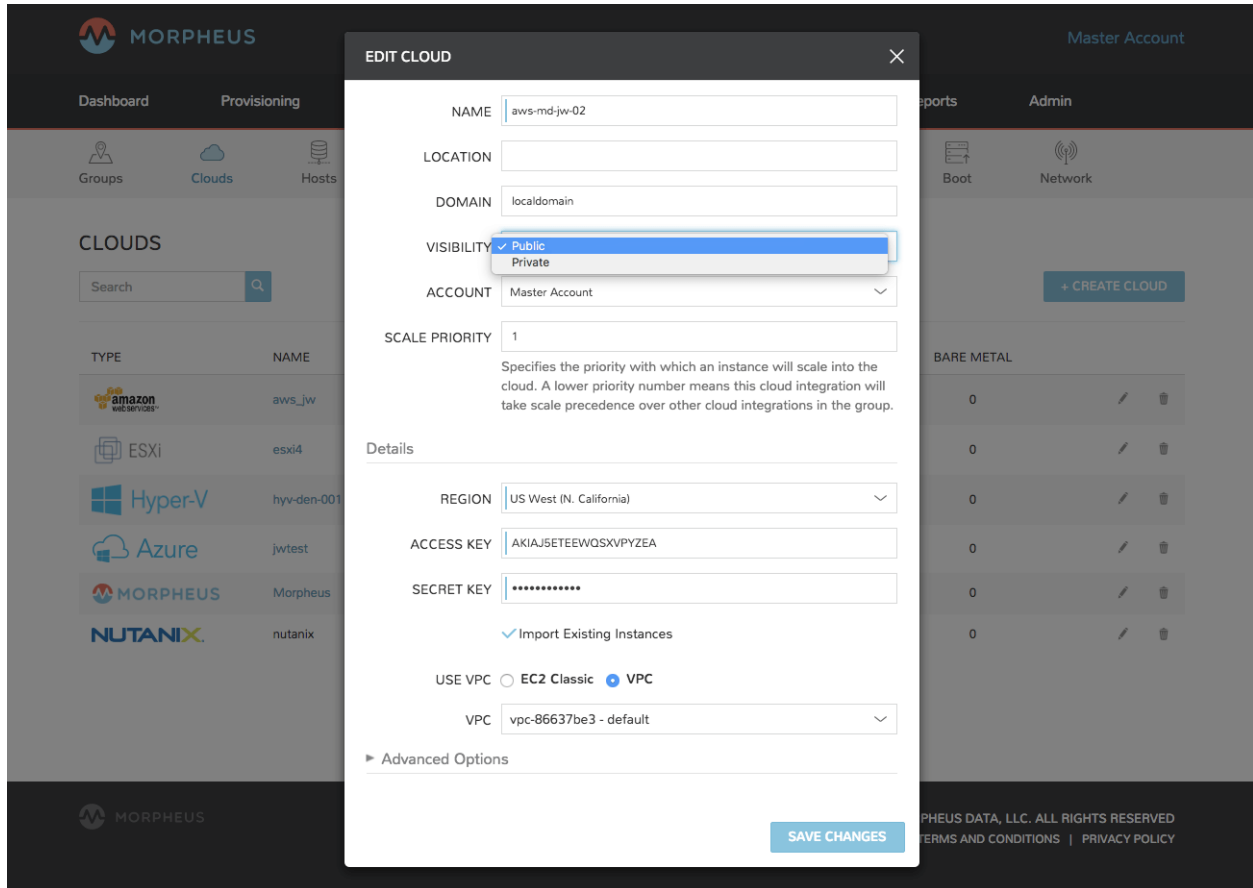 MORPHEUS
Master Account
EDIT CLOUD
Dashboard Provisioning eports Admin
Groups Clouds Hosts Boot Network
NAME aws-md-jw-02
LOCATION
DOMAIN localdomain
VISIBILITY ✓ Public
Private
ACCOUNT Master Account
SCALE PRIORITY 1
Specifies the priority with which an instance will scale into the
cloud. A lower priority number means this cloud integration will
take scale precedence over other cloud integrations in the group.
Details
REGION US West (N. California)
ACCESS KEY AKIAJ5ETEEWQSXVPYZEA
SECRET KEY ••••••••••••
Import Existing Instances
USE VPC EC2 Classic VPC
VPC vpc-86637be3 - default
Advanced Options
SAVE CHANGES
CLOUDS
Search + CREATE CLOUD
TYPE NAME BARE METAL
amazon webservices™ aws_jw 0
ESXi esxi4 0
Hyper-V hyv-den-001 0
Azure jwtest 0
MORPHEUS Morpheus 0
NUTANIX. nutanix 0
MORPHEUS
PHEUS DATA, LLC. ALL RIGHTS RESERVED
TERMS AND CONDITIONS | PRIVACY POLICY